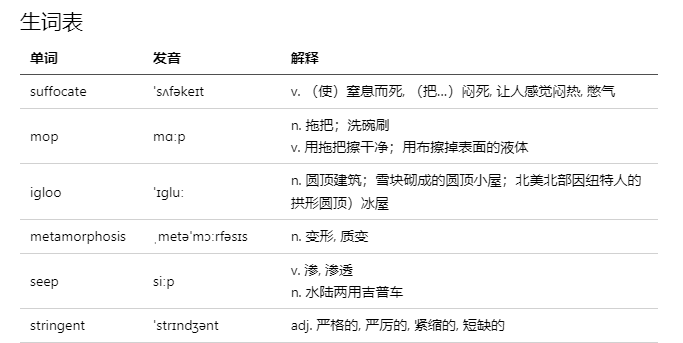 生词表
单词 发音 解释
suffocate ˈsʌfəkeɪt v. （使）窒息而死, （把…）闷死, 让人感觉闷热, 憋气
mop mɑːp n. 拖把；洗碗刷
v. 用拖把擦干净；用布擦掉表面的液体
igloo ˈɪɡluː n. 圆顶建筑；雪块砌成的圆顶小屋；北美北部因纽特人的
拱形圆顶）冰屋
metamorphosis ˌmetəˈmɔːrfəsɪs n. 变形, 质变
seep siːp v. 渗, 渗透
n. 水陆两用吉普车
stringent ˈstrɪndʒənt adj. 严格的, 严厉的, 紧缩的, 短缺的